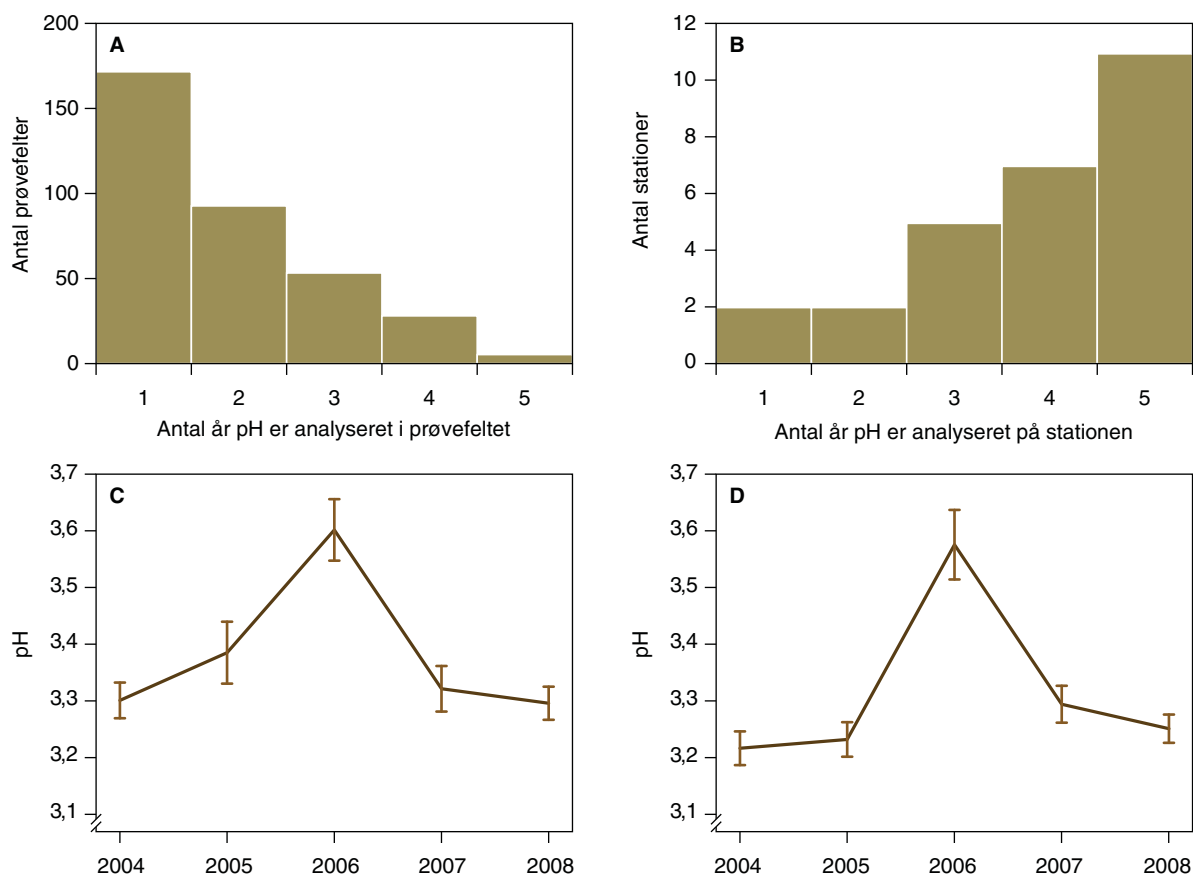 A
Antal prøvefelter
200
150
100
50
0
1 2 3 4 5
Antal år pH er analyseret i prøvefeltet
B
Antal stationer
12
10
8
6
4
2
0
1 2 3 4 5
Antal år pH er analyseret på stationen
C
pH
3,7
3,6
3,5
3,4
3,3
3,2
3,1
2004 2005 2006 2007 2008
D
pH
3,7
3,6
3,5
3,4
3,3
3,2
3,1
2004 2005 2006 2007 2008